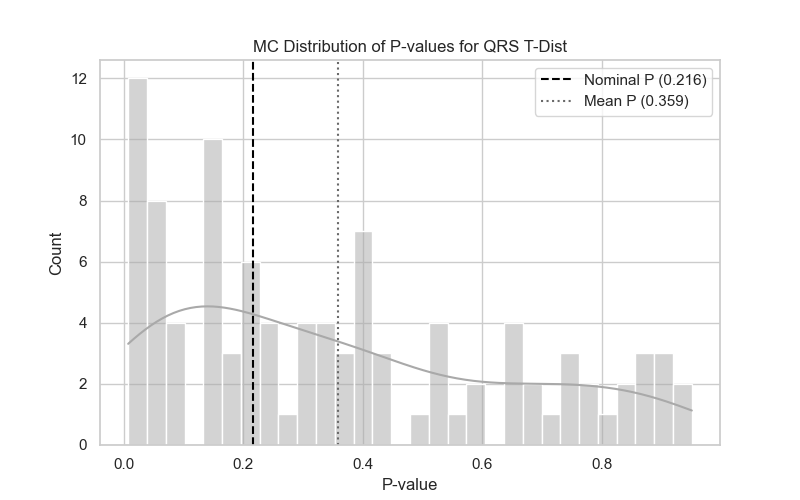 MC Distribution of P-values for QRS T-Dist
Nominal P (0.216)
Mean P (0.359)
Count
12
10
8
6
4
2
0
0.0 0.2 0.4 0.6 0.8
P-value